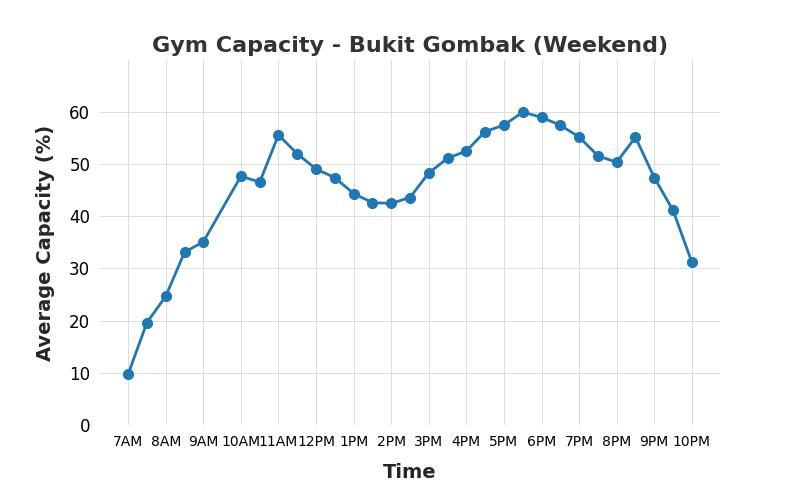 Gym Capacity - Bukit Gombak (Weekend)
Average Capacity (%)
60
50
40
30
20
10
0
7AM 8AM 9AM 10AM 11AM 12PM 1PM 2PM 3PM 4PM 5PM 6PM 7PM 8PM 9PM 10PM
Time